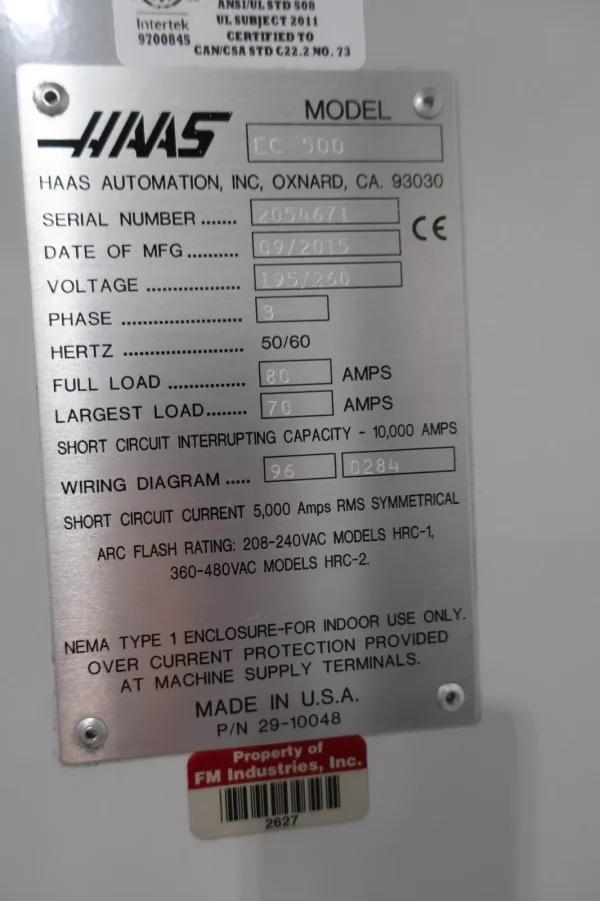 ANSI/UL STD 508
UL SUBJECT 2011
Intertek
CERTIFIED TO
9700845
CAN/CSA STD C22.2 NO. 73
HAAS
MODEL
EC-500
HAAS AUTOMATION, INC, OXNARD, CA. 93030
SERIAL NUMBER ....... 2054671
CE
DATE OF MFG.......... 09/2015
VOLTAGE .................. 195/260
PHASE ....................... 3
HERTZ ....................... 50/60
FULL LOAD ............... 80 AMPS
LARGEST LOAD........ 70 AMPS
SHORT CIRCUIT INTERRUPTING CAPACITY - 10,000 AMPS
WIRING DIAGRAM ..... 96 0284
SHORT CIRCUIT CURRENT 5,000 Amps RMS SYMMETRICAL
ARC FLASH RATING: 208-240VAC MODELS HRC-1,
360-480VAC MODELS HRC-2.
NEMA TYPE 1 ENCLOSURE-FOR INDOOR USE ONLY.
OVER CURRENT PROTECTION PROVIDED
AT MACHINE SUPPLY TERMINALS.
MADE IN U.S.A.
P/N 29-10048
Property of
FM Industries, Inc.
2627